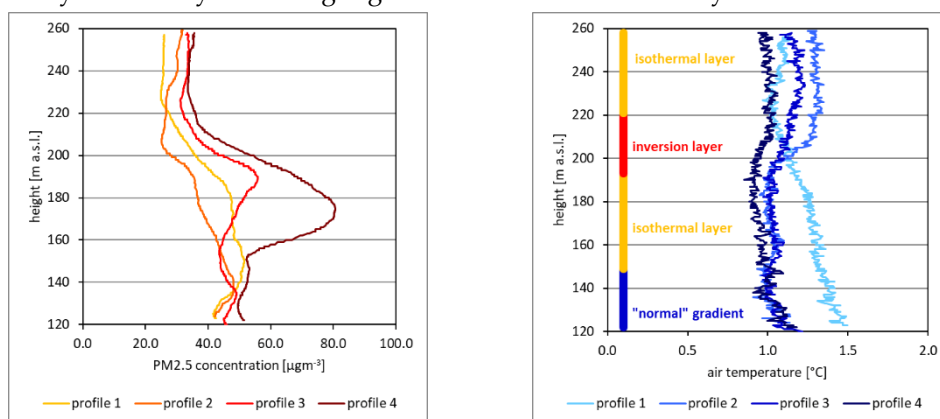 260
240
220
200
180
160
140
120
height [m a.s.l.]
0.0 20.0 40.0 60.0 80.0 100.0
PM2.5 concentration [µgm⁻³]
profile 1 profile 2 profile 3 profile 4
260
240
220
200
180
160
140
120
height [m a.s.l.]
isothermal layer
inversion layer
isothermal layer
"normal" gradient
0.0 0.5 1.0 1.5 2.0
air temperature [°C]
profile 1 profile 2 profile 3 profile 4